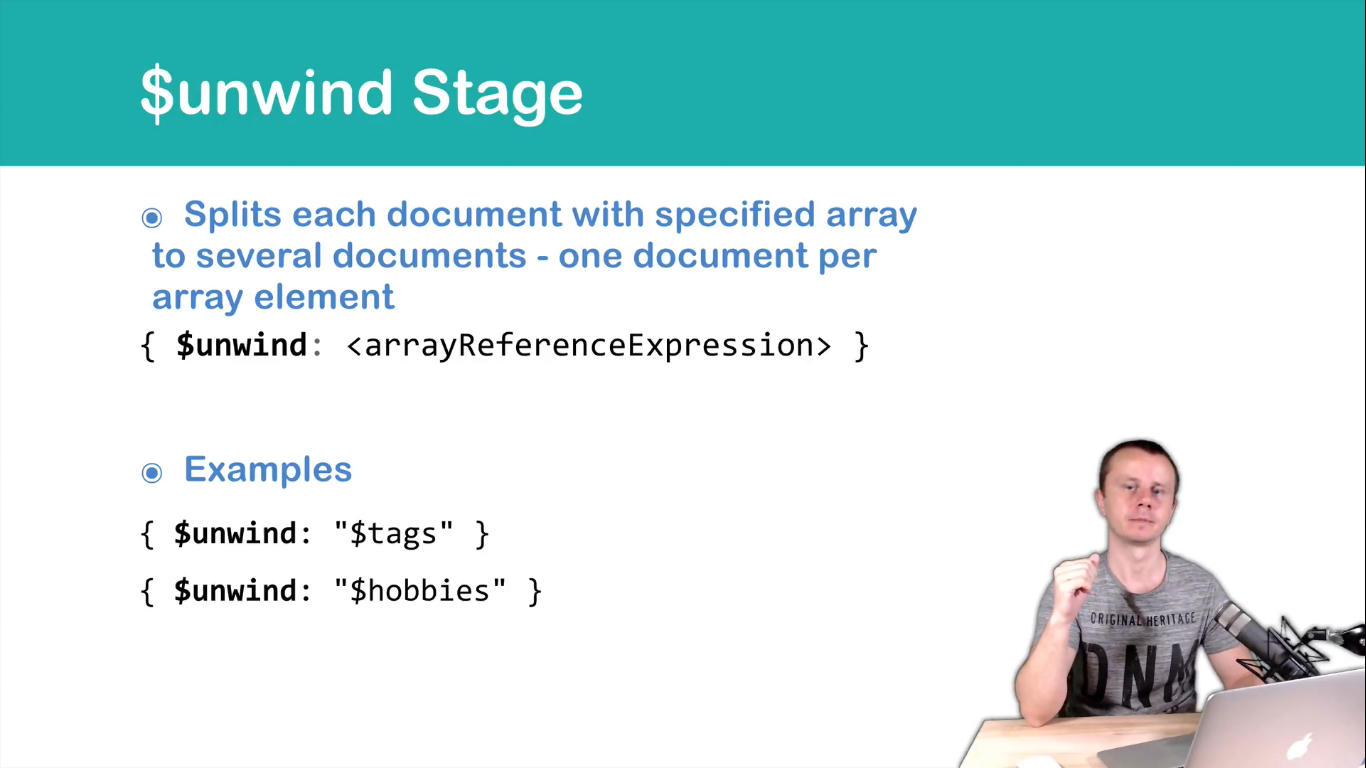 $unwind Stage
Splits each document with specified array
to several documents - one document per
array element
{ $unwind: <arrayReferenceExpression> }
Examples
{ $unwind: "$tags" }
{ $unwind: "$hobbies" }
ORIGINAL HERITAGE
DNM